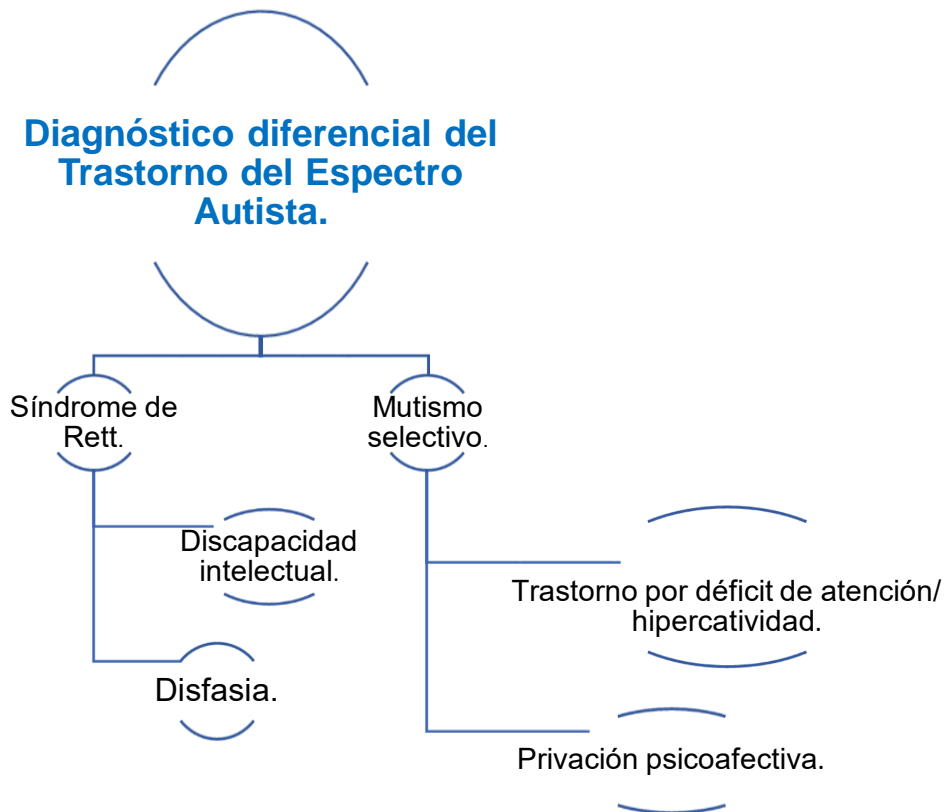 Diagnóstico diferencial del
Trastorno del Espectro
Autista.
Síndrome de
Rett.
Mutismo
selectivo.
Discapacidad
intelectual.
Trastorno por déficit de atención/
hipercatividad.
Disfasia.
Privación psicoafectiva.